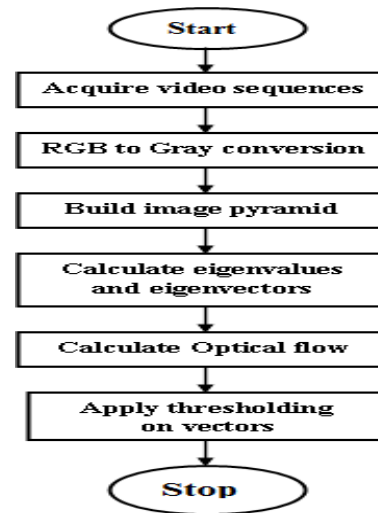 Start
Acquire video sequences
RGB to Gray conversion
Build image pyramid
Calculate eigenvalues
and eigenvectors
Calculate Optical flow
Apply thresholding
on vectors
Stop